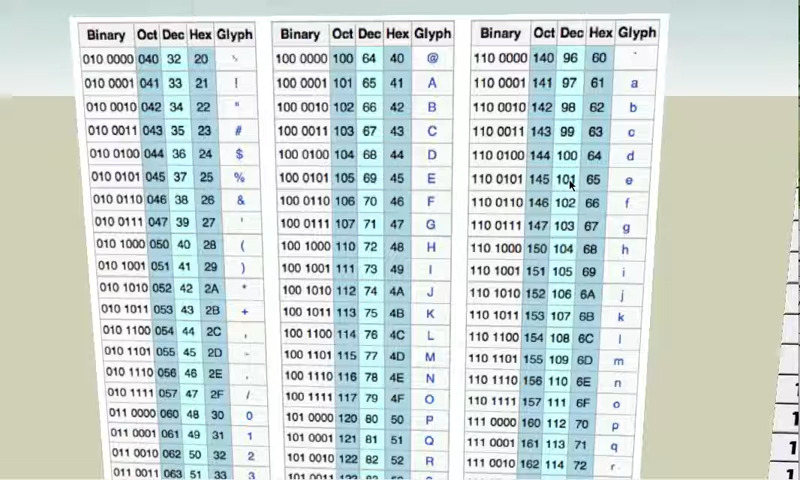 Binary Oct Dec Hex Glyph Binary Oct Dec Hex Glyph Binary Oct Dec Hex Glyph
010 0000 040 32 20 100 0000 100 64 40 @ 110 0000 140 96 60 `
010 0001 041 33 21 ! 100 0001 101 65 41 A 110 0001 141 97 61 a
010 0010 042 34 22 " 100 0010 102 66 42 B 110 0010 142 98 62 b
010 0011 043 35 23 # 100 0011 103 67 43 C 110 0011 143 99 63 c
010 0100 044 36 24 $ 100 0100 104 68 44 D 110 0100 144 100 64 d
010 0101 045 37 25 % 100 0101 105 69 45 E 110 0101 145 101 65 e
010 0110 046 38 26 & 100 0110 106 70 46 F 110 0110 146 102 66 f
010 0111 047 39 27 ' 100 0111 107 71 47 G 110 0111 147 103 67 g
010 1000 050 40 28 ( 100 1000 110 72 48 H 110 1000 150 104 68 h
010 1001 051 41 29 ) 100 1001 111 73 49 I 110 1001 151 105 69 i
010 1010 052 42 2A * 100 1010 112 74 4A J 110 1010 152 106 6A j
010 1011 053 43 2B + 100 1011 113 75 4B K 110 1011 153 107 6B k
010 1100 054 44 2C , 100 1100 114 76 4C L 110 1100 154 108 6C l
010 1101 055 45 2D - 100 1101 115 77 4D M 110 1101 155 109 6D m
010 1110 056 46 2E . 100 1110 116 78 4E N 110 1110 156 110 6E n
010 1111 057 47 2F / 100 1111 117 79 4F O 110 1111 157 111 6F o
011 0000 060 48 30 0 101 0000 120 80 50 P 111 0000 160 112 70 p
011 0001 061 49 31 1 101 0001 121 81 51 Q 111 0001 161 113 71 q
011 0010 062 50 32 2 101 0010 122 82 52 R 111 0010 162 114 72 r
011 0011 063 51 33 3